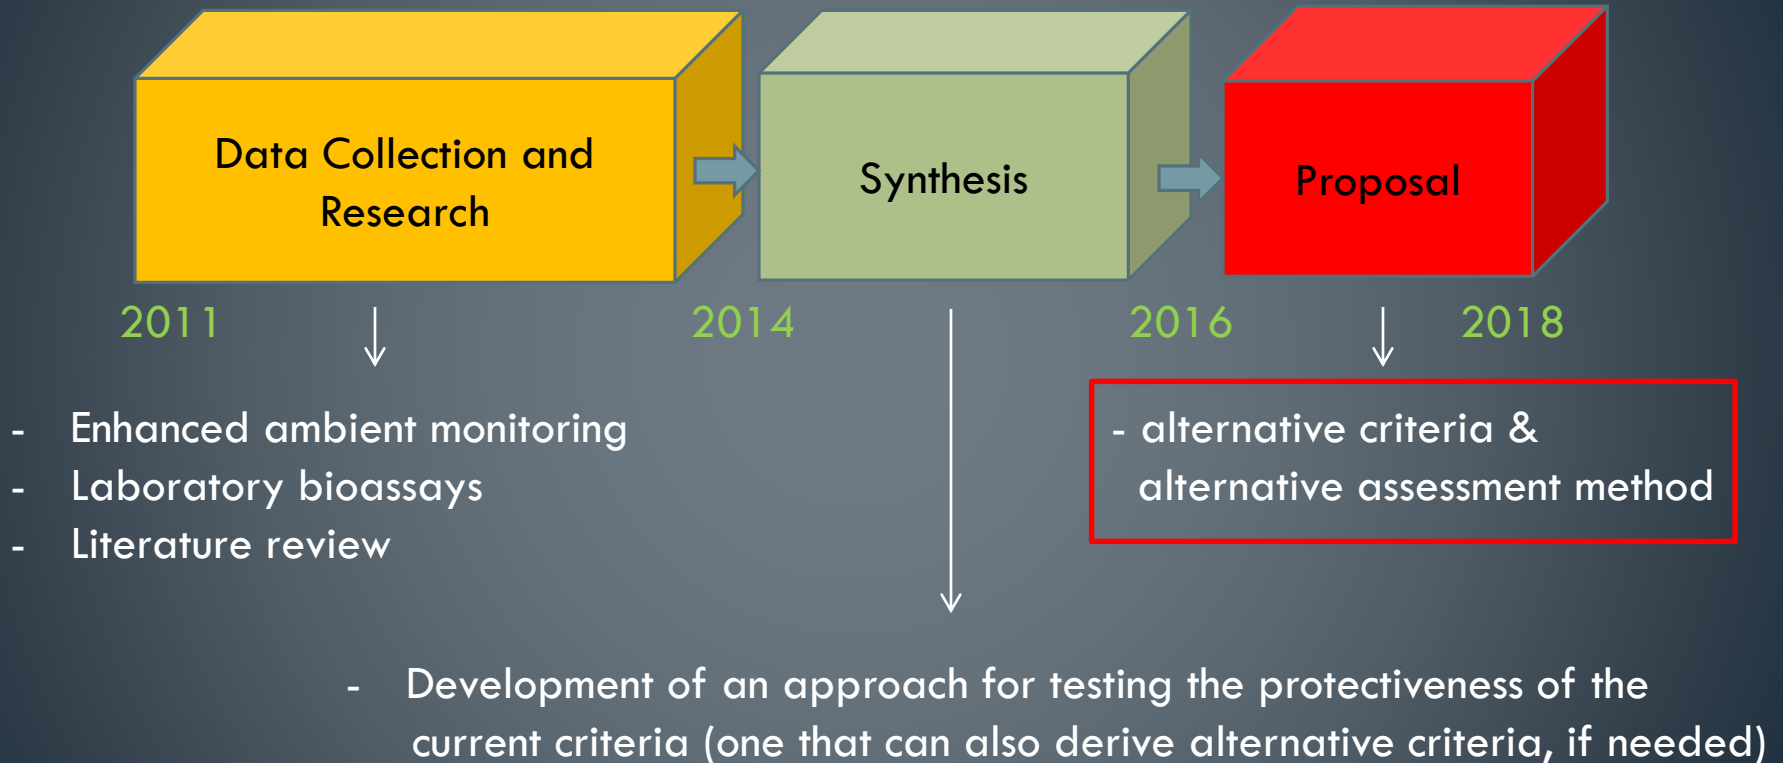 Data Collection and
Research
Synthesis
Proposal
2011
2014
2016
2018
- Enhanced ambient monitoring
- Laboratory bioassays
- Literature review
- alternative criteria &
alternative assessment method
- Development of an approach for testing the protectiveness of the
current criteria (one that can also derive alternative criteria, if needed)